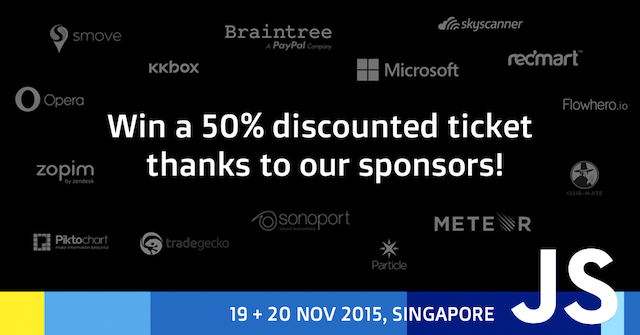 smove
Braintree
A PayPal Company
skyscanner
KKBOX
Microsoft
redmart™
Opera
Flowhero.io
Win a 50% discounted ticket
thanks to our sponsors!
zopim
by zendesk
CLUB-MATE
Piktochart
make information beautiful
tradegecko
sonoport
sound everywhere
METEOR
Particle
JS
19 + 20 NOV 2015, SINGAPORE